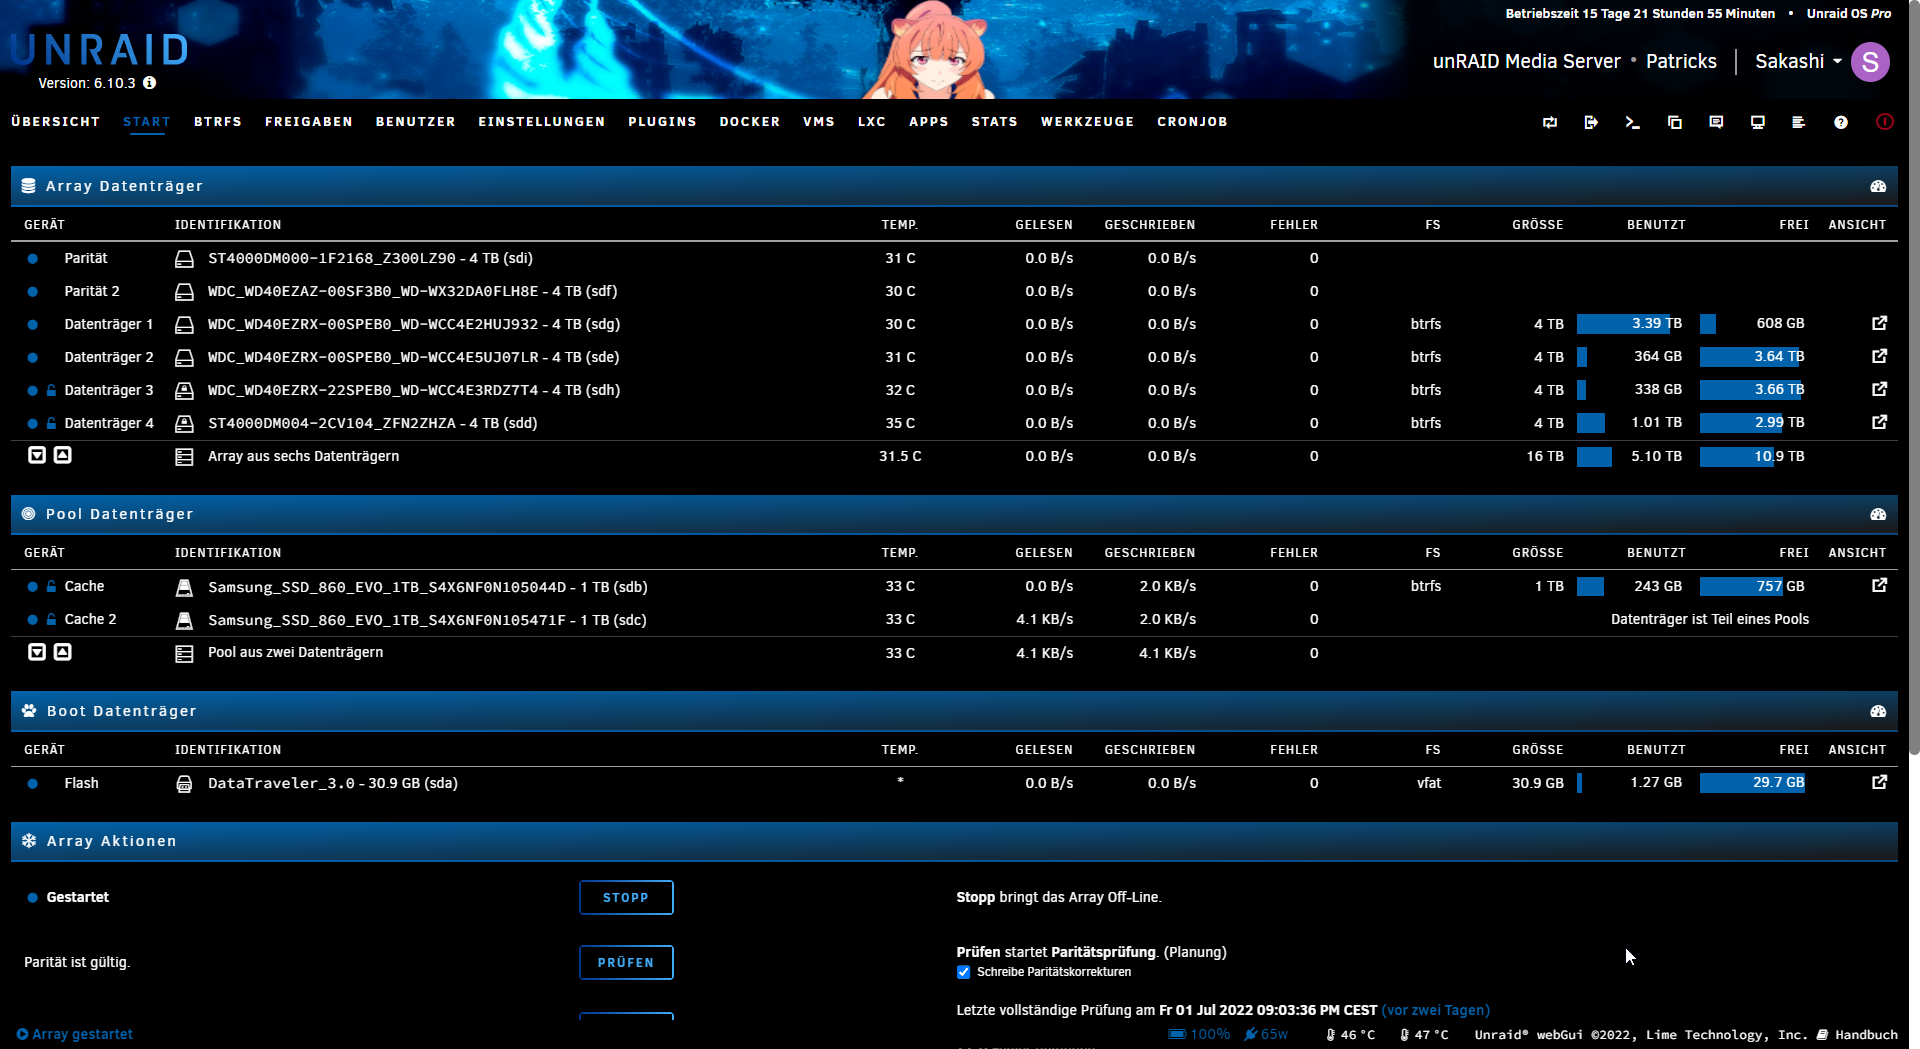 Betriebszeit 15 Tage 21 Stunden 55 Minuten • Unraid OS Pro
UNRAID
Version: 6.10.3
unRAID Media Server • Patricks | Sakashi S
ÜBERSICHT START BTRFS FREIGABEN BENUTZER EINSTELLUNGEN PLUGINS DOCKER VMS LXC APPS STATS WERKZEUGE CRONJOB
Array Datenträger
GERÄT IDENTIFIKATION TEMP. GELESEN GESCHRIEBEN FEHLER FS GRÖSSE BENUTZT FREI ANSICHT
Parität ST4000DM000-1F2168_Z300LZ90 - 4 TB (sdi) 31 C 0.0 B/s 0.0 B/s 0
Parität 2 WDC_WD40EZAZ-00SF3B0_WD-WX32DA0FLH8E - 4 TB (sdf) 30 C 0.0 B/s 0.0 B/s 0
Datenträger 1 WDC_WD40EZRX-00SPEB0_WD-WCC4E2HUJ932 - 4 TB (sdg) 30 C 0.0 B/s 0.0 B/s 0 btrfs 4 TB 3.39 TB 608 GB
Datenträger 2 WDC_WD40EZRX-00SPEB0_WD-WCC4E5UJ07LR - 4 TB (sde) 31 C 0.0 B/s 0.0 B/s 0 btrfs 4 TB 364 GB 3.64 TB
Datenträger 3 WDC_WD40EZRX-22SPEB0_WD-WCC4E3RDZ7T4 - 4 TB (sdh) 32 C 0.0 B/s 0.0 B/s 0 btrfs 4 TB 338 GB 3.66 TB
Datenträger 4 ST4000DM004-2CV104_ZFN2ZHZA - 4 TB (sdd) 35 C 0.0 B/s 0.0 B/s 0 btrfs 4 TB 1.01 TB 2.99 TB
Array aus sechs Datenträgern 31.5 C 0.0 B/s 0.0 B/s 0 16 TB 5.10 TB 10.9 TB
Pool Datenträger
GERÄT IDENTIFIKATION TEMP. GELESEN GESCHRIEBEN FEHLER FS GRÖSSE BENUTZT FREI ANSICHT
Cache Samsung_SSD_860_EVO_1TB_S4X6NF0N105044D - 1 TB (sdb) 33 C 0.0 B/s 2.0 KB/s 0 btrfs 1 TB 243 GB 757 GB
Cache 2 Samsung_SSD_860_EVO_1TB_S4X6NF0N105471F - 1 TB (sdc) 33 C 4.1 KB/s 2.0 KB/s 0 Datenträger ist Teil eines Pools
Pool aus zwei Datenträgern 33 C 4.1 KB/s 4.1 KB/s 0
Boot Datenträger
GERÄT IDENTIFIKATION TEMP. GELESEN GESCHRIEBEN FEHLER FS GRÖSSE BENUTZT FREI ANSICHT
Flash DataTraveler_3.0 - 30.9 GB (sda) * 0.0 B/s 0.0 B/s 0 vfat 30.9 GB 1.27 GB 29.7 GB
Array Aktionen
Gestartet STOPP Stopp bringt das Array Off-Line.
Parität ist gültig. PRÜFEN Prüfen startet Paritätsprüfung. (Planung)
Schreibe Paritätskorrekturen
Letzte vollständige Prüfung am Fr 01 Jul 2022 09:03:36 PM CEST (vor zwei Tagen)
Array gestartet 100% 65w 46 °C 47 °C Unraid® webGui ©2022, Lime Technology, Inc. Handbuch